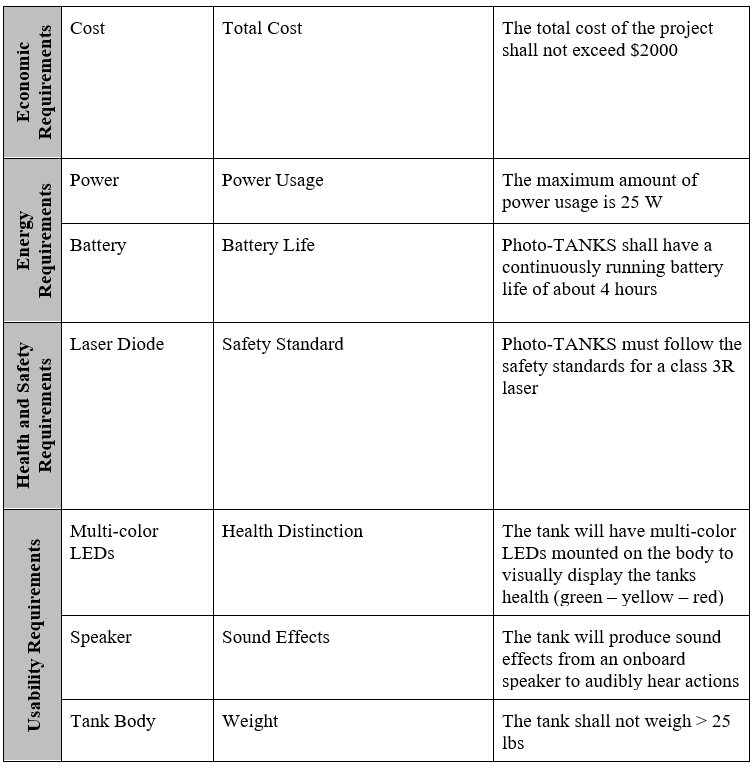 Economic
Requirements
Cost
Total Cost
The total cost of the project
shall not exceed $2000
Energy
Requirements
Power
Power Usage
The maximum amount of
power usage is 25 W
Battery
Battery Life
Photo-TANKS shall have a
continuously running battery
life of about 4 hours
Health and Safety
Requirements
Laser Diode
Safety Standard
Photo-TANKS must follow the
safety standards for a class 3R
laser
Usability Requirements
Multi-color
LEDs
Health Distinction
The tank will have multi-color
LEDs mounted on the body to
visually display the tanks
health (green – yellow – red)
Speaker
Sound Effects
The tank will produce sound
effects from an onboard
speaker to audibly hear actions
Tank Body
Weight
The tank shall not weigh > 25
lbs